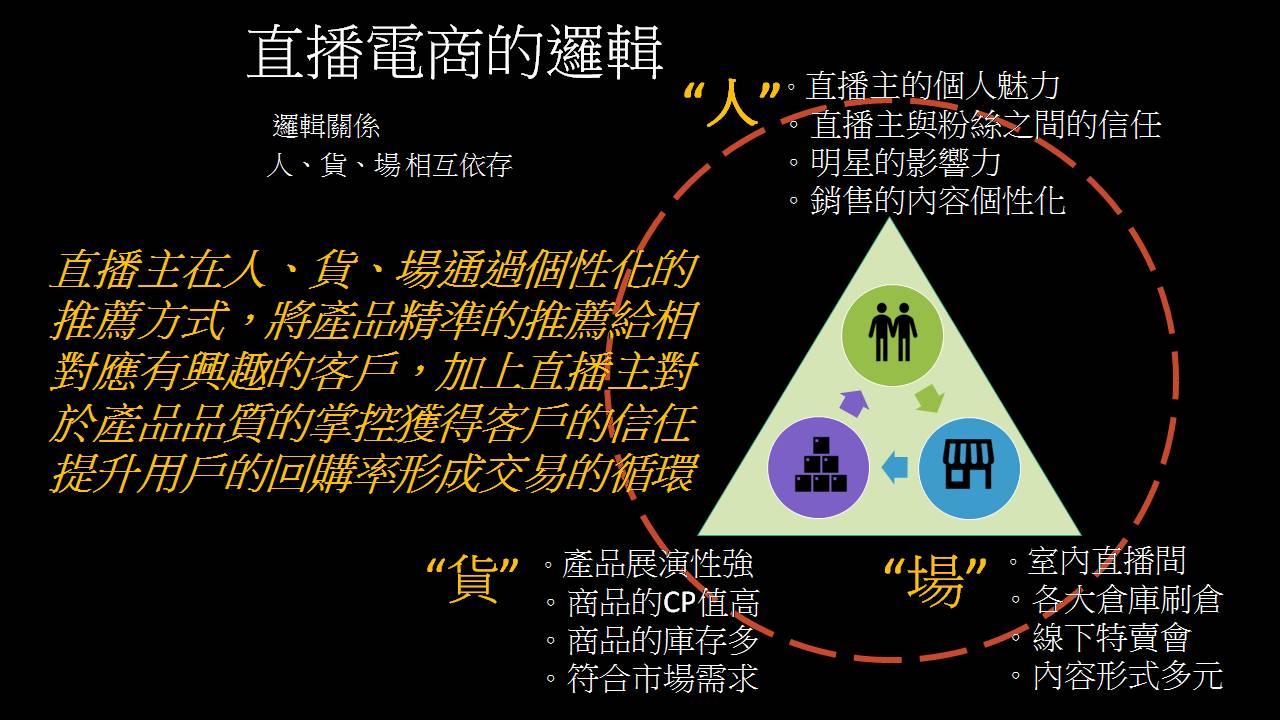 直播電商的邏輯
邏輯關係
人、貨、場相互依存
“人”
。直播主的個人魅力
。直播主與粉絲之間的信任
。明星的影響力
。銷售的內容個性化
直播主在人、貨、場通過個性化的
推薦方式，將產品精準的推薦給相
對應有興趣的客戶，加上直播主對
於產品品質的掌控獲得客戶的信任
提升用戶的回購率形成交易的循環
“貨”
。產品展演性強
。商品的CP值高
。商品的庫存多
。符合市場需求
“場”
。室內直播間
。各大倉庫刷倉
。線下特賣會
。內容形式多元